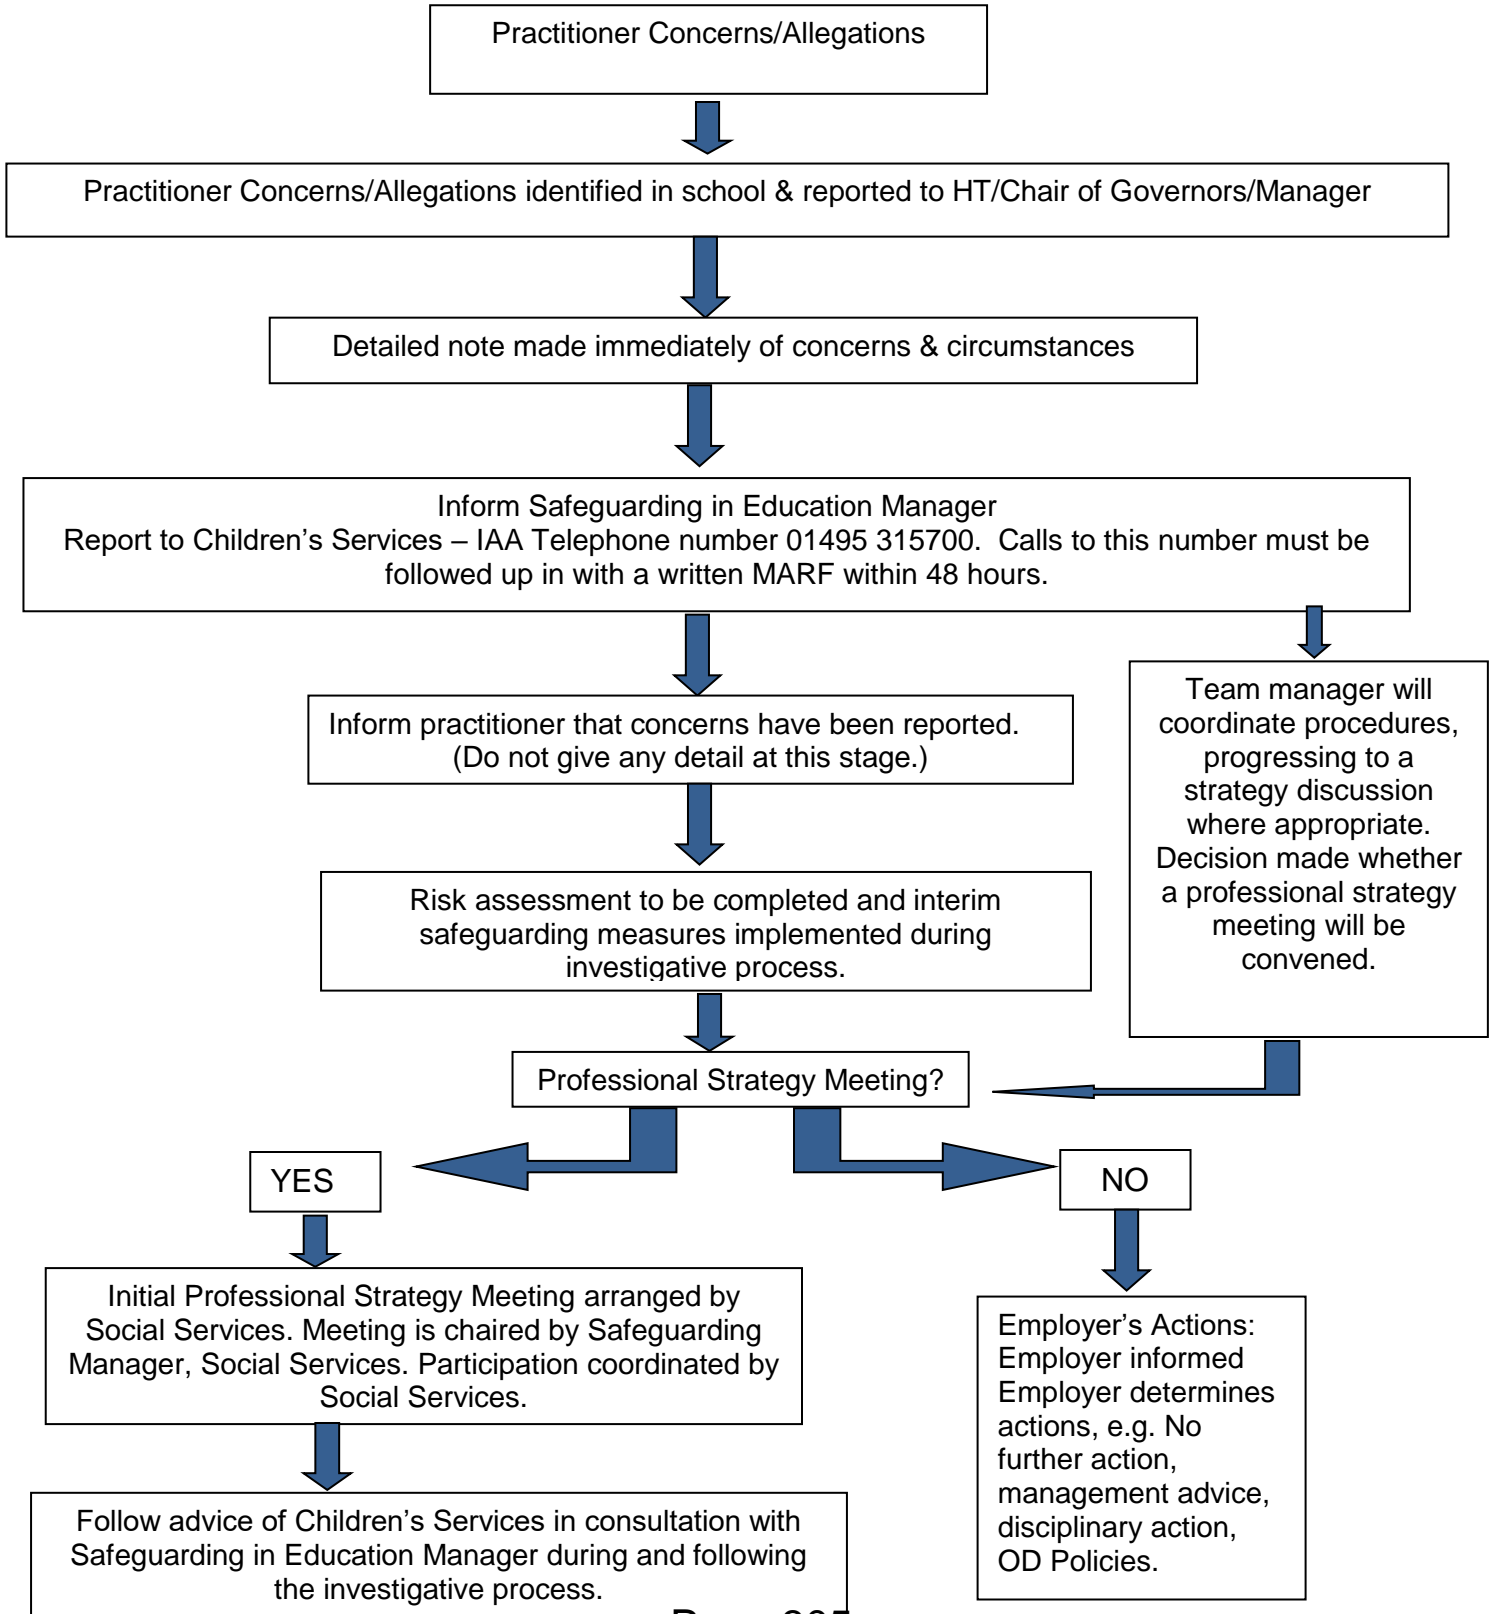 Practitioner Concerns/Allegations
Practitioner Concerns/Allegations identified in school & reported to HT/Chair of Governors/Manager
Detailed note made immediately of concerns & circumstances
Inform Safeguarding in Education Manager
Report to Children’s Services – IAA Telephone number 01495 315700.  Calls to this number must be
followed up in with a written MARF within 48 hours.
Inform practitioner that concerns have been reported.
(Do not give any detail at this stage.)
Team manager will
coordinate procedures,
progressing to a
strategy discussion
where appropriate.
Decision made whether
a professional strategy
meeting will be
convened.
Risk assessment to be completed and interim
safeguarding measures implemented during
investigative process.
Professional Strategy Meeting?
YES
NO
Initial Professional Strategy Meeting arranged by
Social Services. Meeting is chaired by Safeguarding
Manager, Social Services. Participation coordinated by
Social Services.
Employer’s Actions:
Employer informed
Employer determines
actions, e.g. No
further action,
management advice,
disciplinary action,
OD Policies.
Follow advice of Children’s Services in consultation with
Safeguarding in Education Manager during and following
the investigative process.